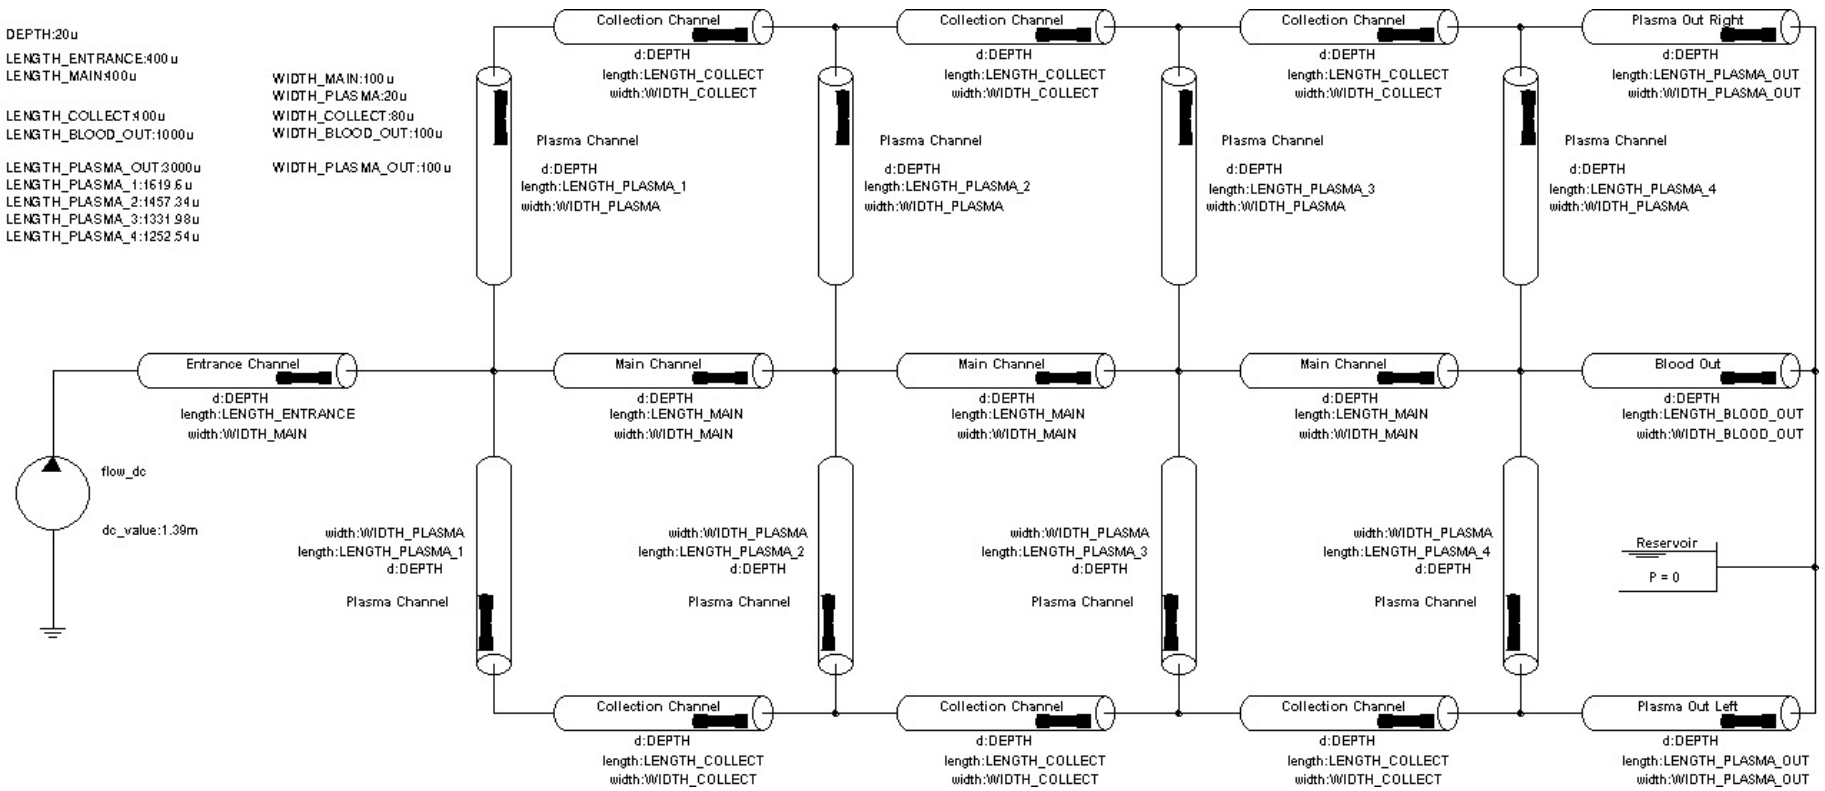 DEPTH:20u
LENGTH_ENTRANCE:400u
LENGTH_MAIN:400u
LENGTH_COLLECT:400u
LENGTH_BLOOD_OUT:1000u
LENGTH_PLASMA_OUT:3000u
LENGTH_PLASMA_1:1619.6u
LENGTH_PLASMA_2:1457.34u
LENGTH_PLASMA_3:1331.98u
LENGTH_PLASMA_4:1252.54u
WIDTH_MAIN:100u
WIDTH_PLASMA:20u
WIDTH_COLLECT:80u
WIDTH_BLOOD_OUT:100u
WIDTH_PLASMA_OUT:100u
Collection Channel
d:DEPTH
length:LENGTH_COLLECT
width:WIDTH_COLLECT
Collection Channel
d:DEPTH
length:LENGTH_COLLECT
width:WIDTH_COLLECT
Collection Channel
d:DEPTH
length:LENGTH_COLLECT
width:WIDTH_COLLECT
Plasma Out Right
d:DEPTH
length:LENGTH_PLASMA_OUT
width:WIDTH_PLASMA_OUT
Plasma Channel
d:DEPTH
length:LENGTH_PLASMA_1
width:WIDTH_PLASMA
Plasma Channel
d:DEPTH
length:LENGTH_PLASMA_2
width:WIDTH_PLASMA
Plasma Channel
d:DEPTH
length:LENGTH_PLASMA_3
width:WIDTH_PLASMA
Plasma Channel
d:DEPTH
length:LENGTH_PLASMA_4
width:WIDTH_PLASMA
Entrance Channel
d:DEPTH
length:LENGTH_ENTRANCE
width:WIDTH_MAIN
Main Channel
d:DEPTH
length:LENGTH_MAIN
width:WIDTH_MAIN
Main Channel
d:DEPTH
length:LENGTH_MAIN
width:WIDTH_MAIN
Main Channel
d:DEPTH
length:LENGTH_MAIN
width:WIDTH_MAIN
Blood Out
d:DEPTH
length:LENGTH_BLOOD_OUT
width:WIDTH_BLOOD_OUT
flow_dc
dc_value:1.39m
width:WIDTH_PLASMA
length:LENGTH_PLASMA_1
d:DEPTH
Plasma Channel
width:WIDTH_PLASMA
length:LENGTH_PLASMA_2
d:DEPTH
Plasma Channel
width:WIDTH_PLASMA
length:LENGTH_PLASMA_3
d:DEPTH
Plasma Channel
width:WIDTH_PLASMA
length:LENGTH_PLASMA_4
d:DEPTH
Plasma Channel
Reservoir
P = 0
Collection Channel
d:DEPTH
length:LENGTH_COLLECT
width:WIDTH_COLLECT
Collection Channel
d:DEPTH
length:LENGTH_COLLECT
width:WIDTH_COLLECT
Collection Channel
d:DEPTH
length:LENGTH_COLLECT
width:WIDTH_COLLECT
Plasma Out Left
d:DEPTH
length:LENGTH_PLASMA_OUT
width:WIDTH_PLASMA_OUT